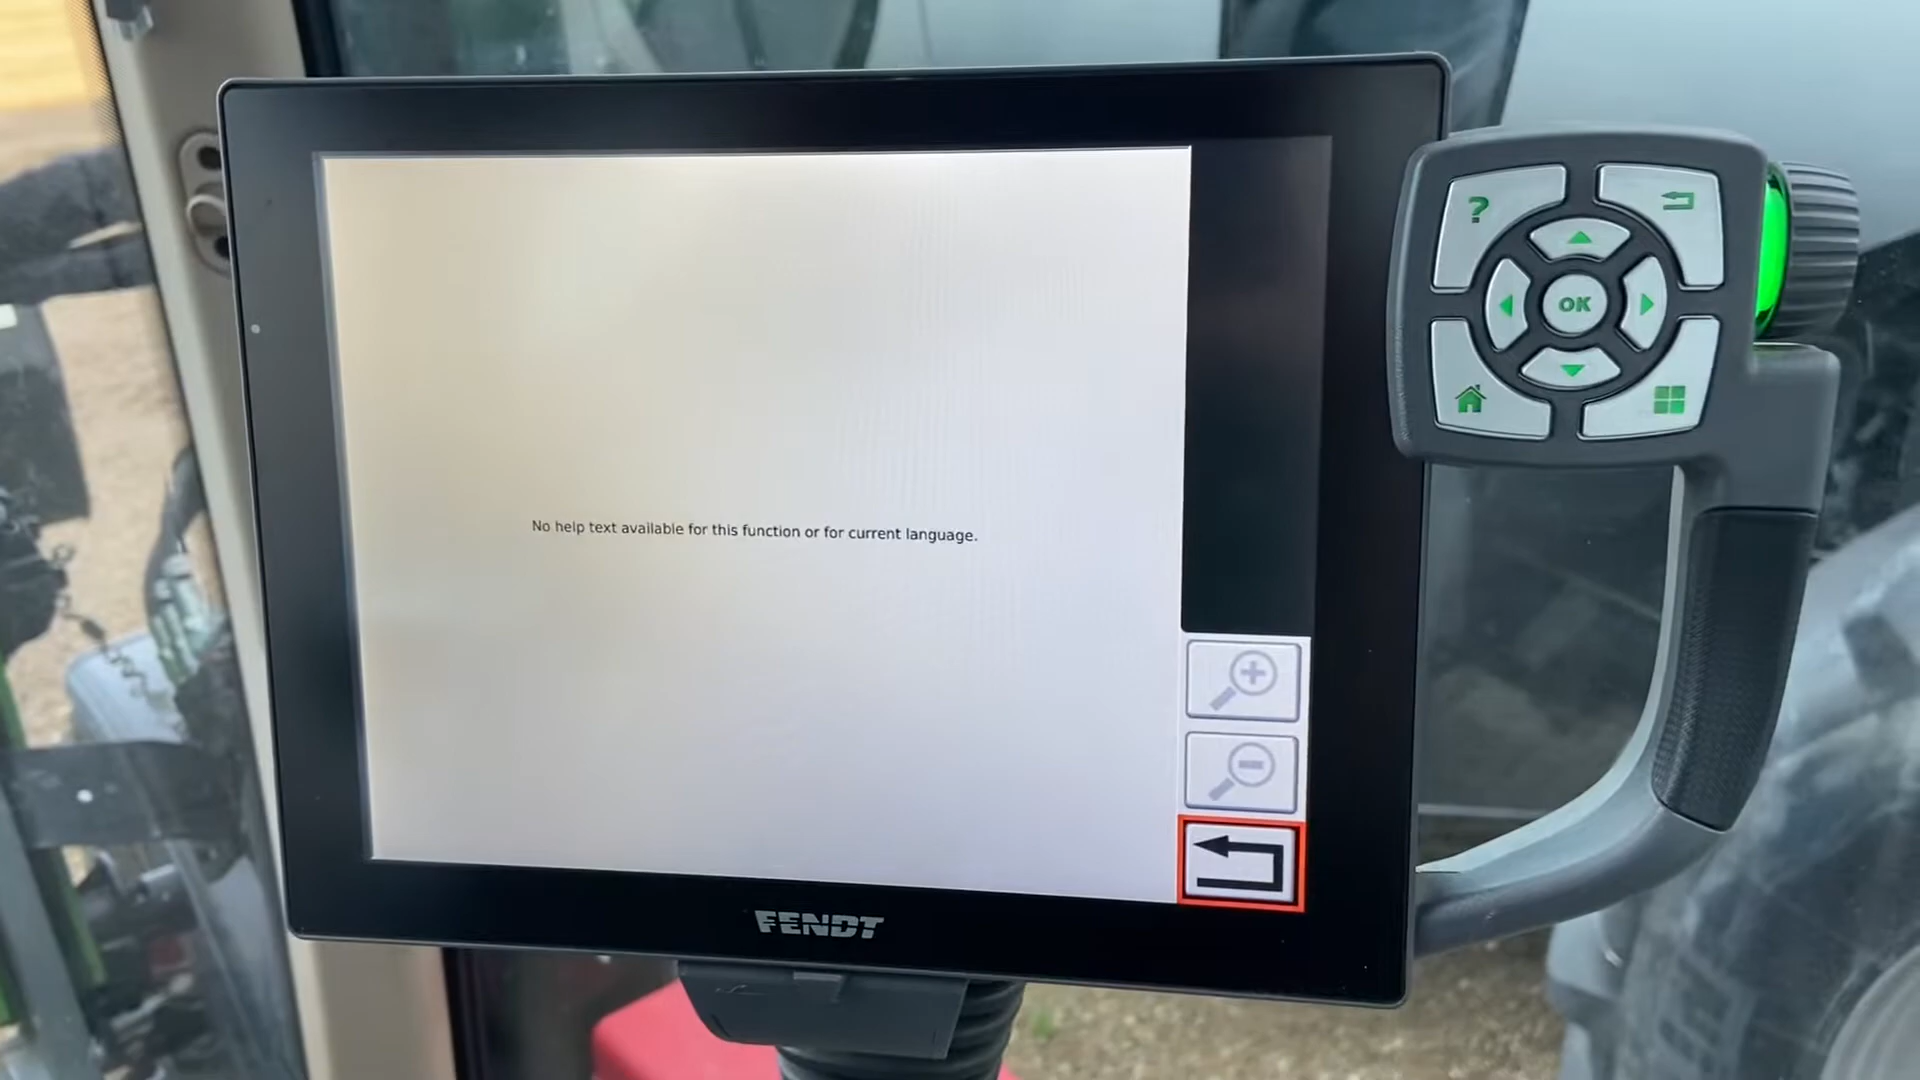 ?
OK
No help text available for this function or for current language.
FENDT